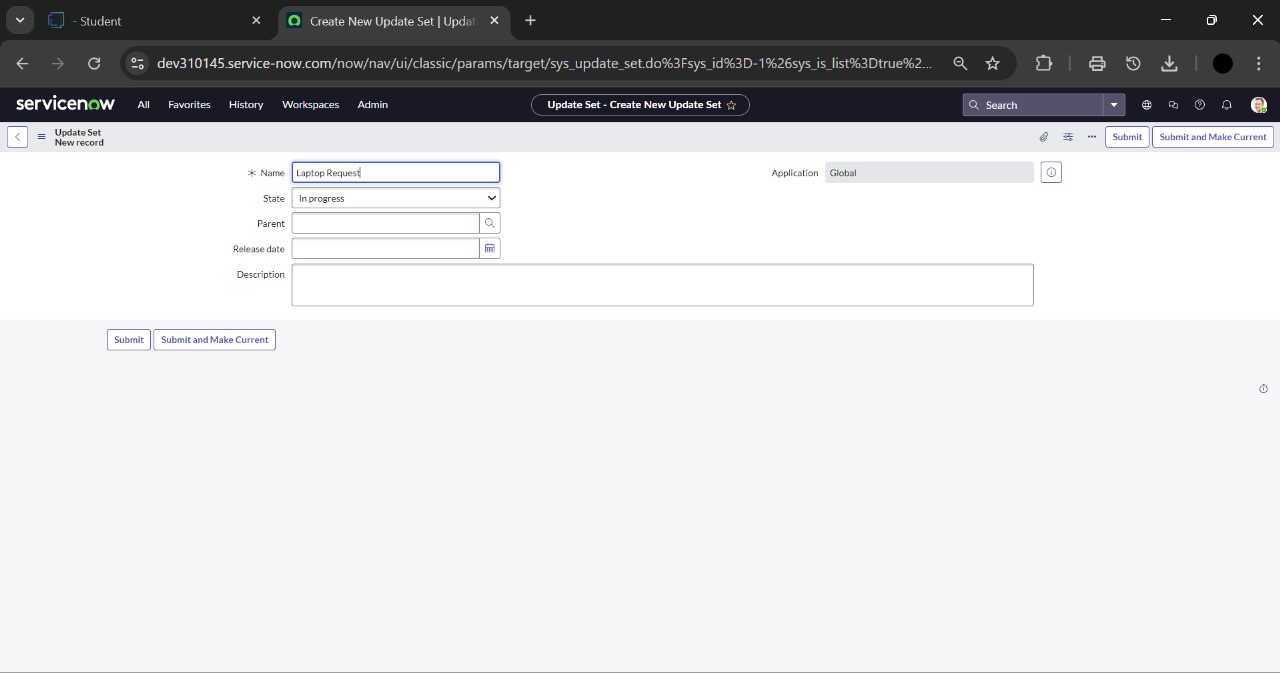 - Student
Create New Update Set | Updat
dev310145.service-now.com/now/nav/ui/classic/params/target/sys_update_set.do%3Fsys_id%3D-1%26sys_is_list%3Dtrue%2...
servicenow
All
Favorites
History
Workspaces
Admin
Update Set - Create New Update Set
Search
Update Set
New record
Submit
Submit and Make Current
Name
Laptop Request
Application
Global
State
In progress
Parent
Release date
Description
Submit
Submit and Make Current